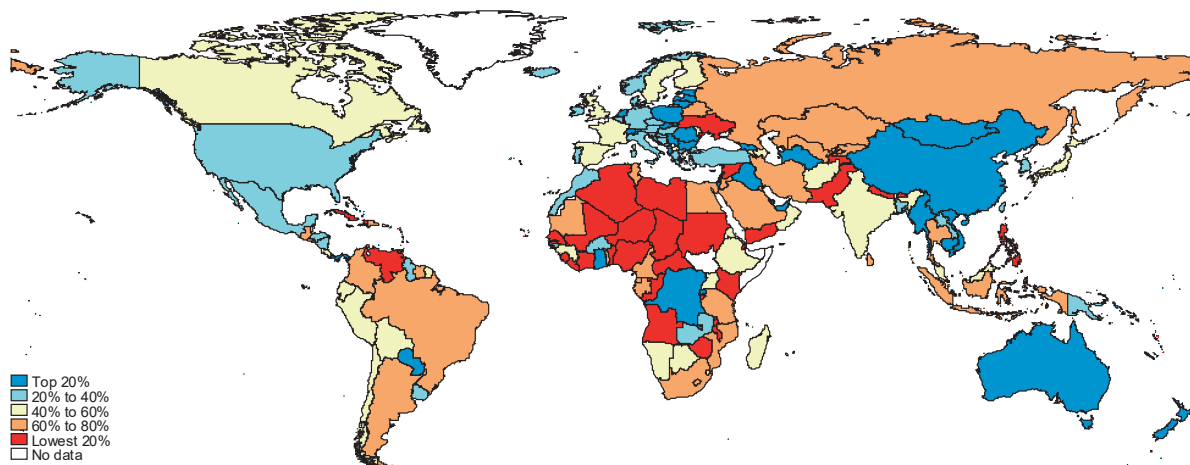 Top 20%
20% to 40%
40% to 60%
60% to 80%
Lowest 20%
No data